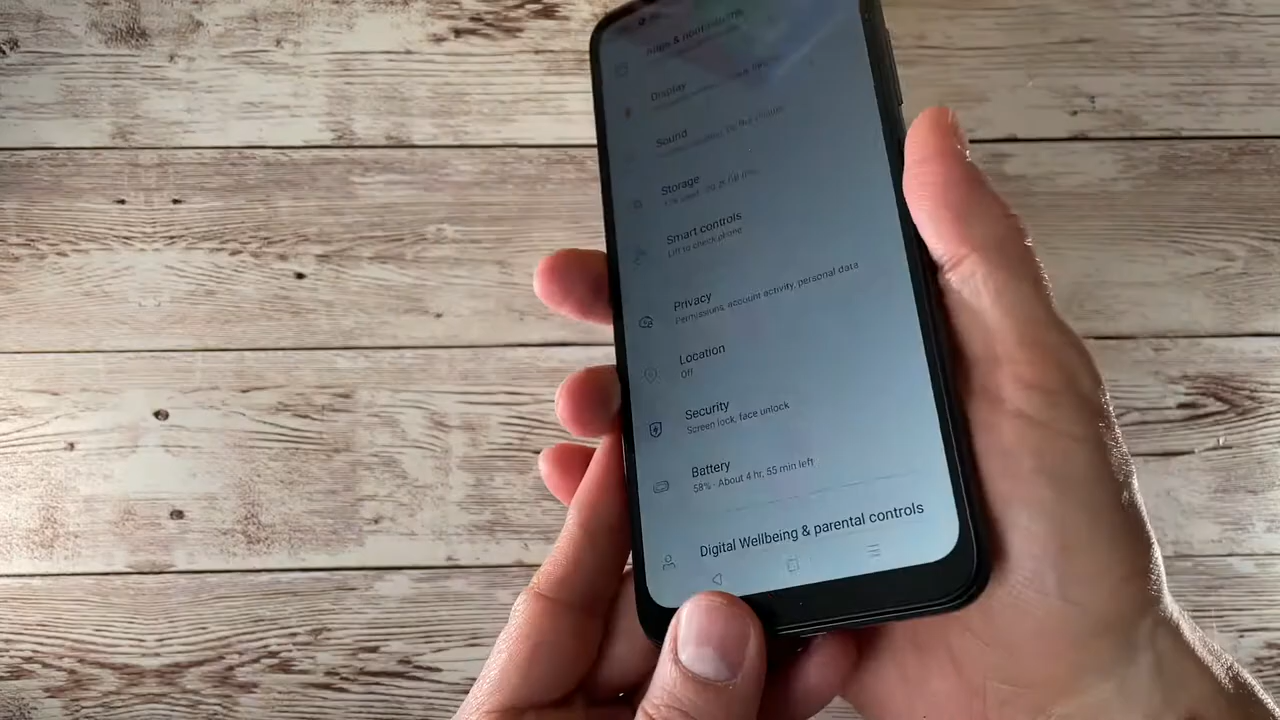 Display
Sound
Storage
Smart controls
Lift to check phone
Privacy
Permissions, account activity, personal data
Location
Off
Security
Screen lock, face unlock
Battery
58% - About 4 hr, 55 min left
Digital Wellbeing & parental controls